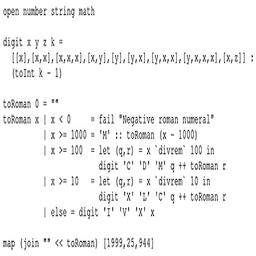 open number string math
digit x y z k =
[[x],[x,x],[x,x,x],[x,y],[y],[y,x],[y,x,x],[y,x,x,x],[x,z]] :
(toInt k - 1)
toRoman 0 = ""
toRoman x | x < 0 = fail "Negative roman numeral"
| x >= 1000 = 'M' :: toRoman (x - 1000)
| x >= 100 = let (q,r) = x `divrem` 100 in
digit 'C' 'D' 'M' q ++ toRoman r
| x >= 10 = let (q,r) = x `divrem` 10 in
digit 'X' 'L' 'C' q ++ toRoman r
| else = digit 'I' 'V' 'X' x
map (join "" << toRoman) [1999,25,944]